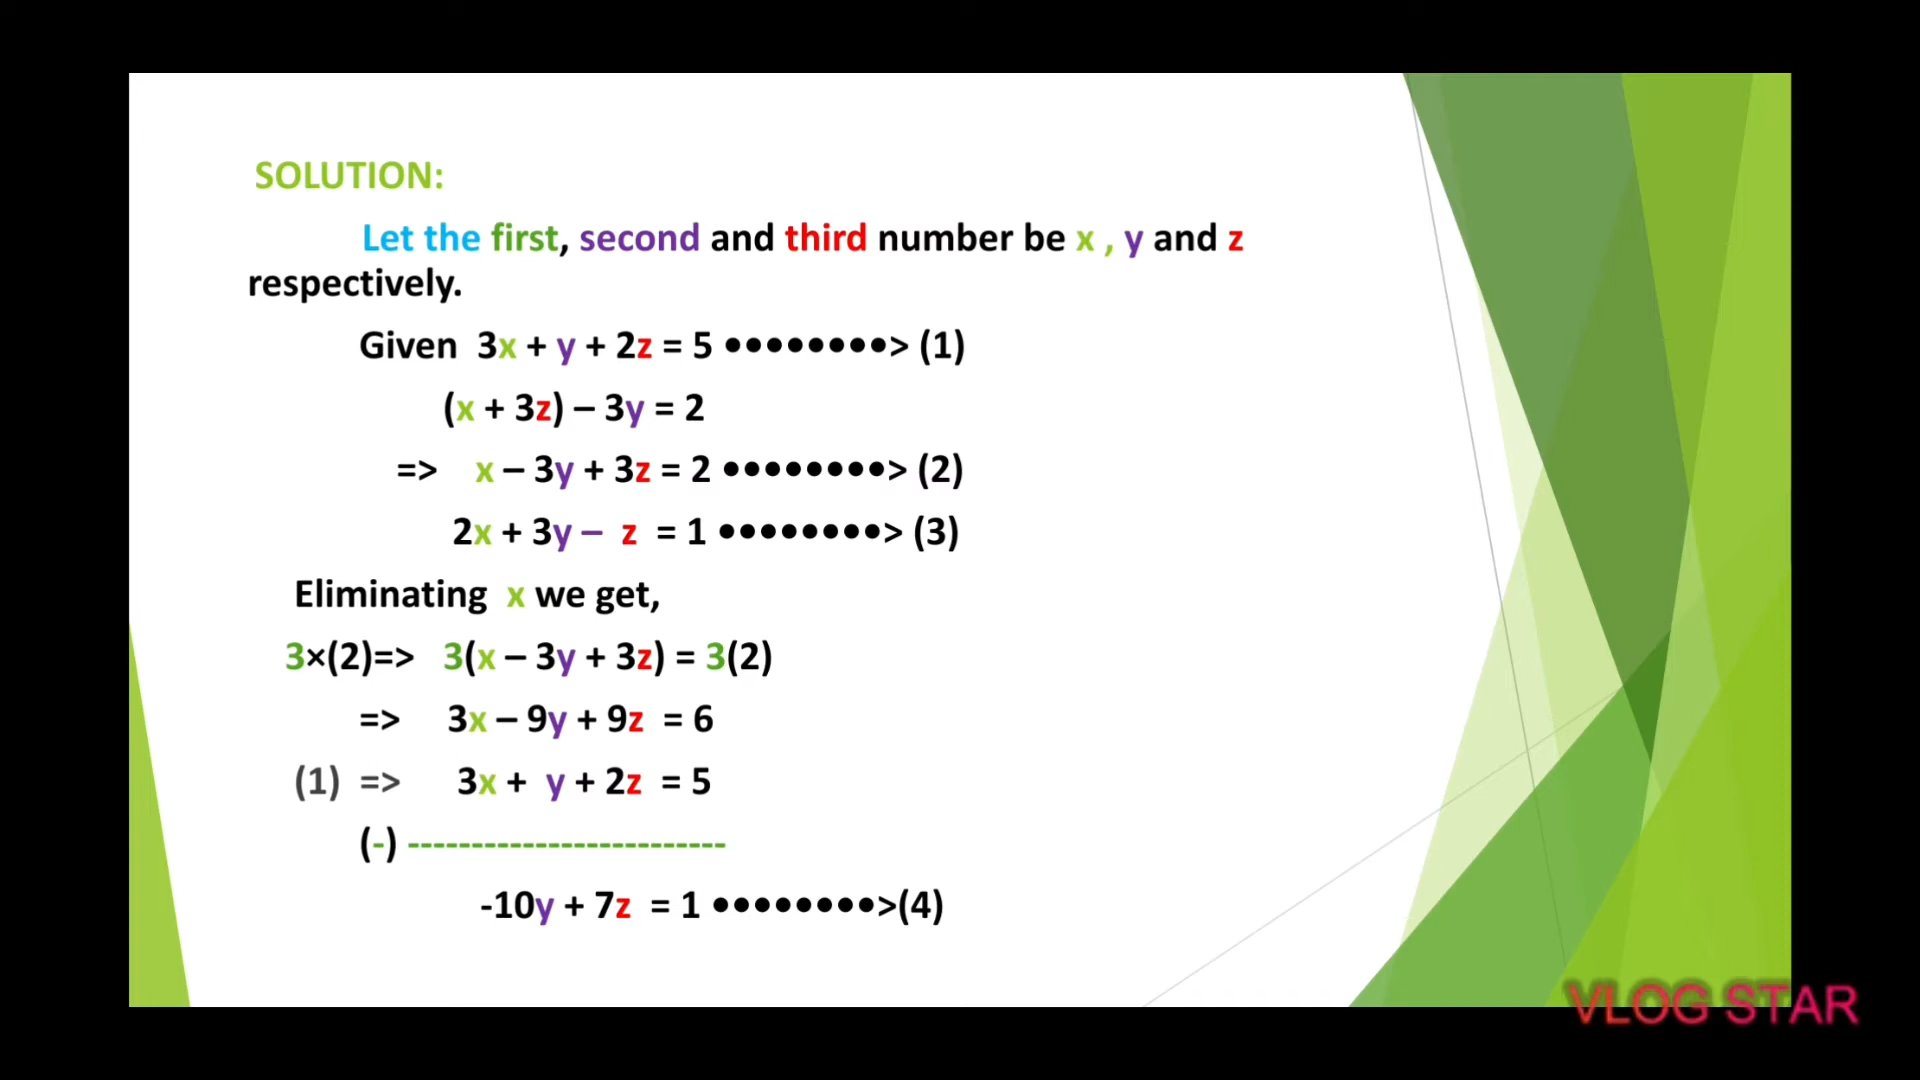 SOLUTION:
Let the first, second and third number be x , y and z
respectively.
Given 3x + y + 2z = 5 ••••••••> (1)
(x + 3z) – 3y = 2
=> x – 3y + 3z = 2 ••••••••> (2)
2x + 3y – z = 1 ••••••••> (3)
Eliminating x we get,
3×(2)=> 3(x – 3y + 3z) = 3(2)
=> 3x – 9y + 9z = 6
(1) => 3x + y + 2z = 5
(-) -------------------------
-10y + 7z = 1 ••••••••>(4)
VLOG STAR